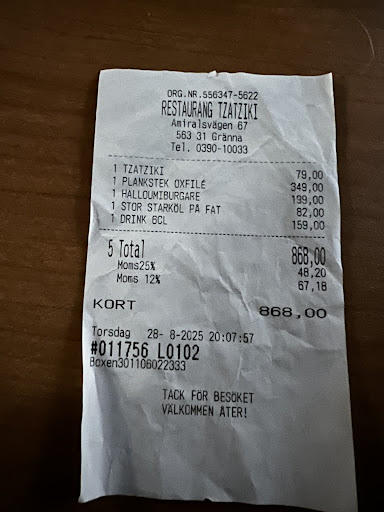 ORG.NR.556347-5622
RESTAURANG TZATZIKI
Amiralsvägen 67
563 31 Gränna
Tel. 0390-10033
1 TZATZIKI 79,00
1 PLANKSTEK OXFILÉ 349,00
1 HALLOUMIBURGARE 199,00
1 STOR STARKÖL PÅ FAT 82,00
1 DRINK 6CL 159,00
5 Total 868,00
Moms25% 48,20
Moms 12% 67,18
KORT 868,00
Torsdag 28- 8-2025 20:07:57
#011756 L0102
Boxen301106022333
TACK FÖR BESÖKET
VÄLKOMMEN ÅTER!